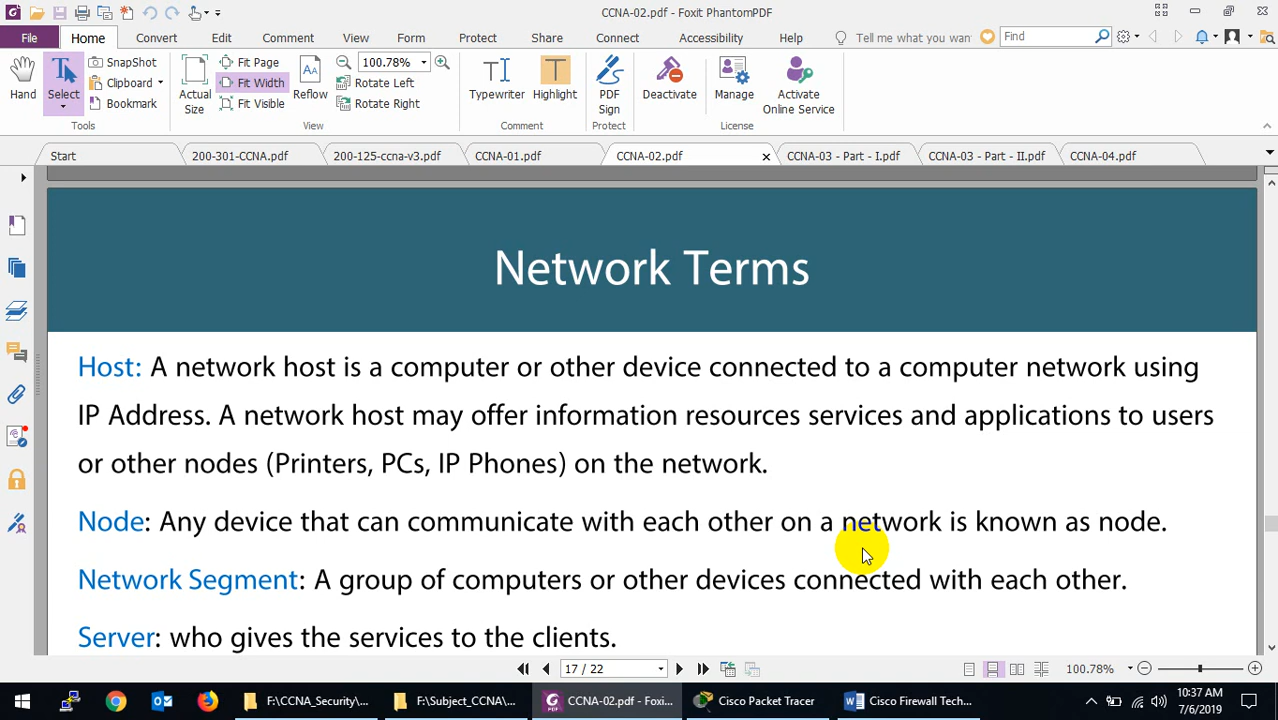 CCNA-02.pdf - Foxit PhantomPDF
File Home Convert Edit Comment View Form Protect Share Connect Accessibility Help Tell me what you want.. Find
Hand
Select
SnapShot
Clipboard
Bookmark
Tools
Actual
Size
Fit Page
Fit Width
Fit Visible
Reflow
100.78%
Rotate Left
Rotate Right
View
Typewriter
Highlight
Comment
PDF
Sign
Protect
Deactivate
Manage
Activate
Online Service
License
Start 200-301-CCNA.pdf 200-125-ccna-v3.pdf CCNA-01.pdf CCNA-02.pdf CCNA-03 - Part - I.pdf CCNA-03 - Part - II.pdf CCNA-04.pdf
Network Terms
Host: A network host is a computer or other device connected to a computer network using
IP Address. A network host may offer information resources services and applications to users
or other nodes (Printers, PCs, IP Phones) on the network.
Node: Any device that can communicate with each other on a network is known as node.
Network Segment: A group of computers or other devices connected with each other.
Server: who gives the services to the clients.
17 / 22
100.78%
F:\CCNA_Security\... F:\Subject_CCNA\... CCNA-02.pdf - Foxi... Cisco Packet Tracer Cisco Firewall Tech...
10:37 AM
7/6/2019